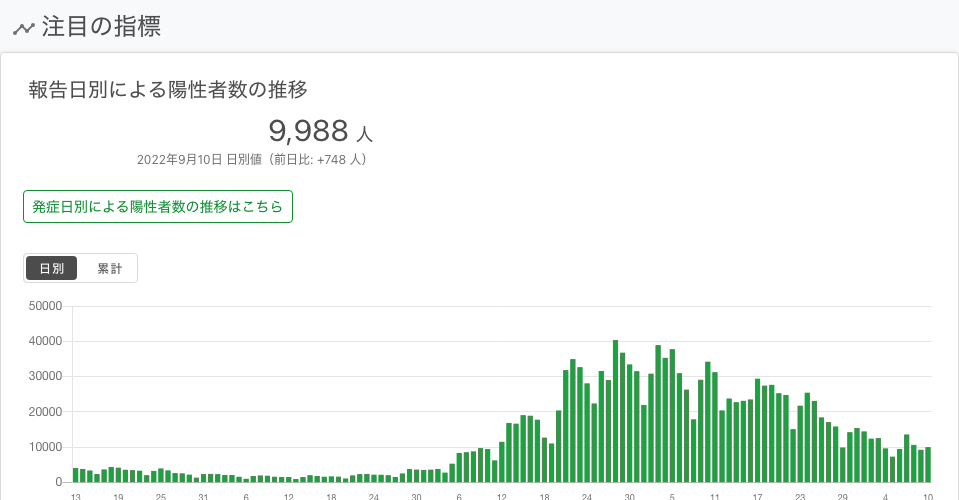 注目の指標
報告日別による陽性者数の推移
9,988 人
2022年9月10日 日別値（前日比: +748 人）
発症日別による陽性者数の推移はこちら
日別 累計
50000
40000
30000
20000
10000
0
13 19 25 31 6 12 18 24 30 6 12 18 24 30 5 11 17 23 29 4 10